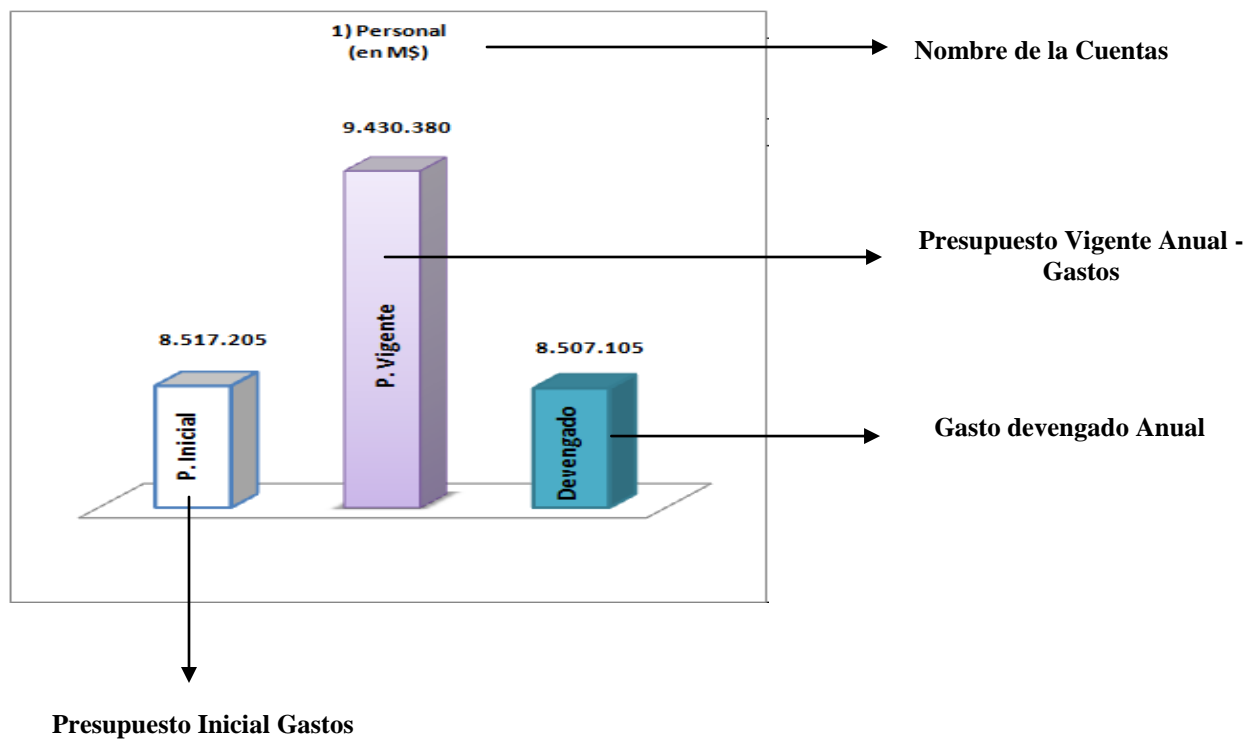 1) Personal
(en M$)
Nombre de la Cuentas
9.430.380
Presupuesto Vigente Anual -
Gastos
P. Vigente
8.517.205
8.507.105
P. Inicial
Devengado
Gasto devengado Anual
Presupuesto Inicial Gastos